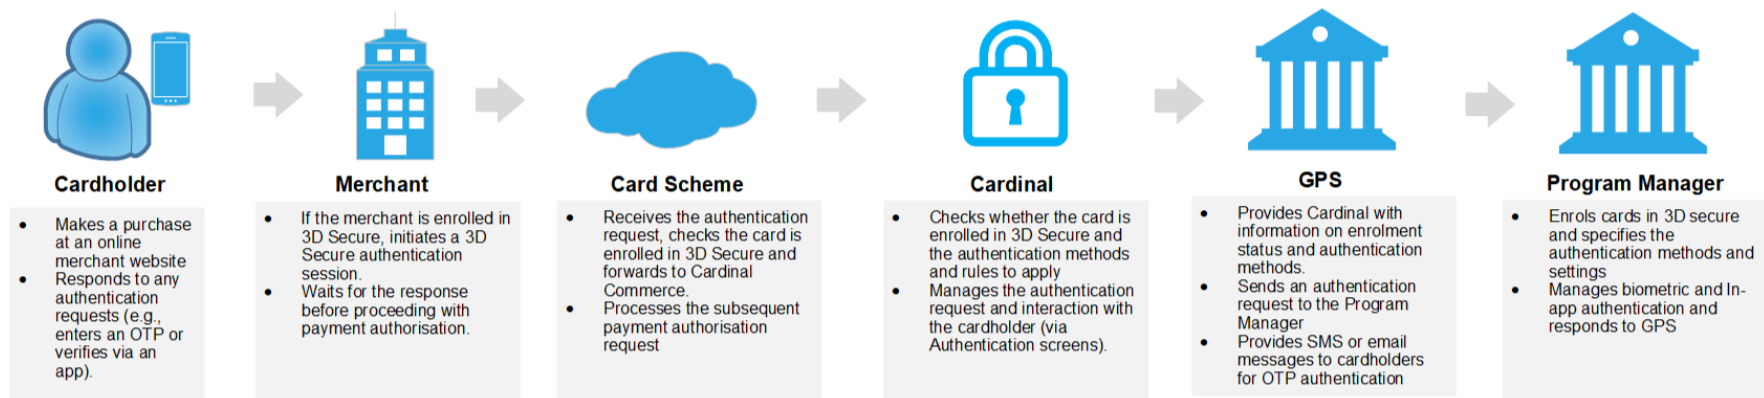 Cardholder
• Makes a purchase
at an online
merchant website
• Responds to any
authentication
requests (e.g.,
enters an OTP or
verifies via an
app).
Merchant
• If the merchant is enrolled in
3D Secure, initiates a 3D
Secure authentication
session.
• Waits for the response
before proceeding with
payment authorisation.
Card Scheme
• Receives the authentication
request, checks the card is
enrolled in 3D Secure and
forwards to Cardinal
Commerce.
• Processes the subsequent
payment authorisation
request
Cardinal
• Checks whether the card is
enrolled in 3D Secure and
the authentication methods
and rules to apply
• Manages the authentication
request and interaction with
the cardholder (via
Authentication screens).
GPS
• Provides Cardinal with
information on enrolment
status and authentication
methods.
• Sends an authentication
request to the Program
Manager
• Provides SMS or email
messages to cardholders
for OTP authentication
Program Manager
• Enrols cards in 3D secure
and specifies the
authentication methods and
settings
• Manages biometric and In-
app authentication and
responds to GPS